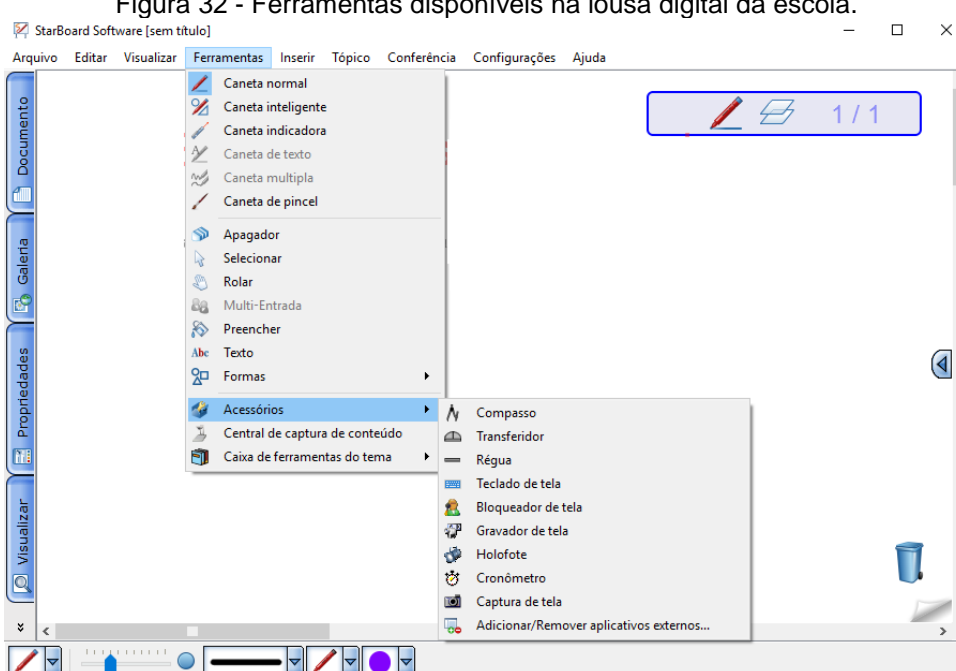 Figura 32 - Ferramentas disponíveis na lousa digital da escola.
StarBoard Software [sem título]
Arquivo Editar Visualizar Ferramentas Inserir Tópico Conferência Configurações Ajuda
Caneta normal
Caneta inteligente
Caneta indicadora
Caneta de texto
Caneta multipla
Caneta de pincel
Apagador
Selecionar
Rolar
Multi-Entrada
Preencher
Abc Texto
Formas
Acessórios
Central de captura de conteúdo
Caixa de ferramentas do tema
Compasso
Transferidor
Régua
Teclado de tela
Bloqueador de tela
Gravador de tela
Holofote
Cronômetro
Captura de tela
Adicionar/Remover aplicativos externos...
1 / 1
Documento
Galeria
Propriedades
Visualizar